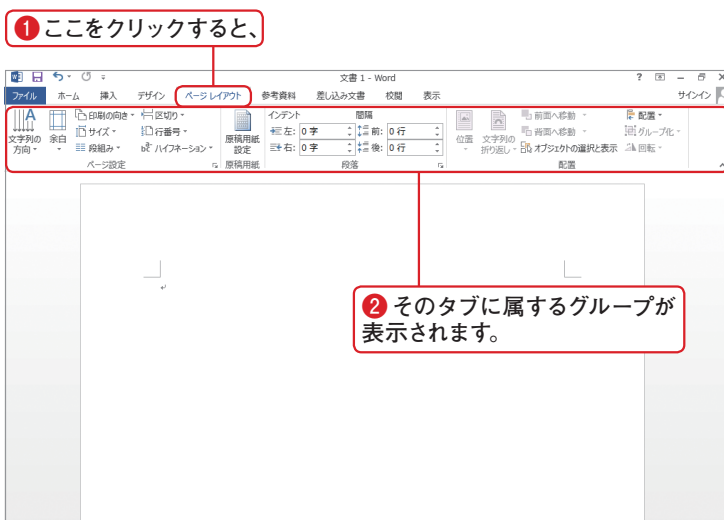 1 ここをクリックすると、
文書 1 - Word
ファイル ホーム 挿入 デザイン ページ レイアウト 参考資料 差し込み文書 校閲 表示 サインイン
文字列の方向 余白 印刷の向き サイズ 段組み 区切り 行番号 ハイフネーション
ページ設定
原稿用紙設定
原稿用紙
インデント 間隔
左: 0 字 前: 0 行
右: 0 字 後: 0 行
段落
位置 文字列の折り返し 前面へ移動 背面へ移動 オブジェクトの選択と表示 配置 グループ化 回転
配置
2 そのタブに属するグループが
表示されます。